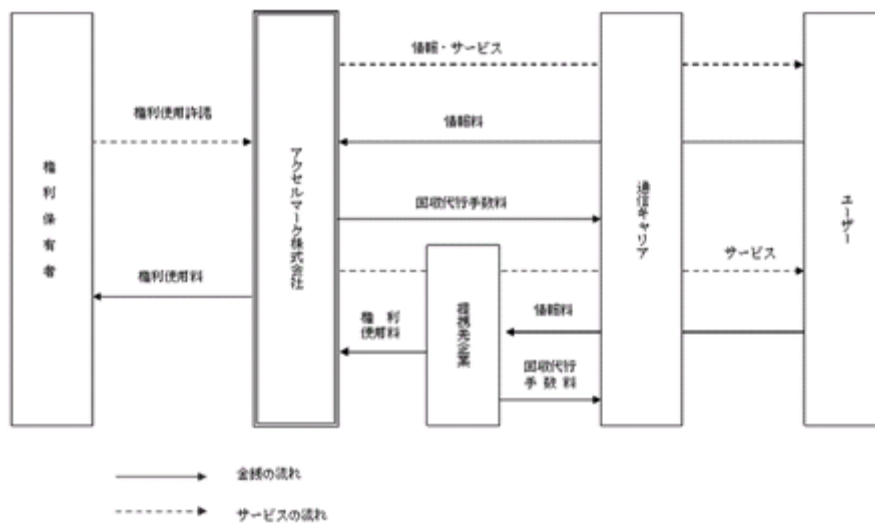 情報・サービス
権利使用許諾
情報料
権利保有者
アクセルマーク株式会社
通信キャリア
ユーザー
回収代行手数料
サービス
権利使用料
提携先企業
情報料
権利
使用料
回収代行
手数料
金銭の流れ
サービスの流れ